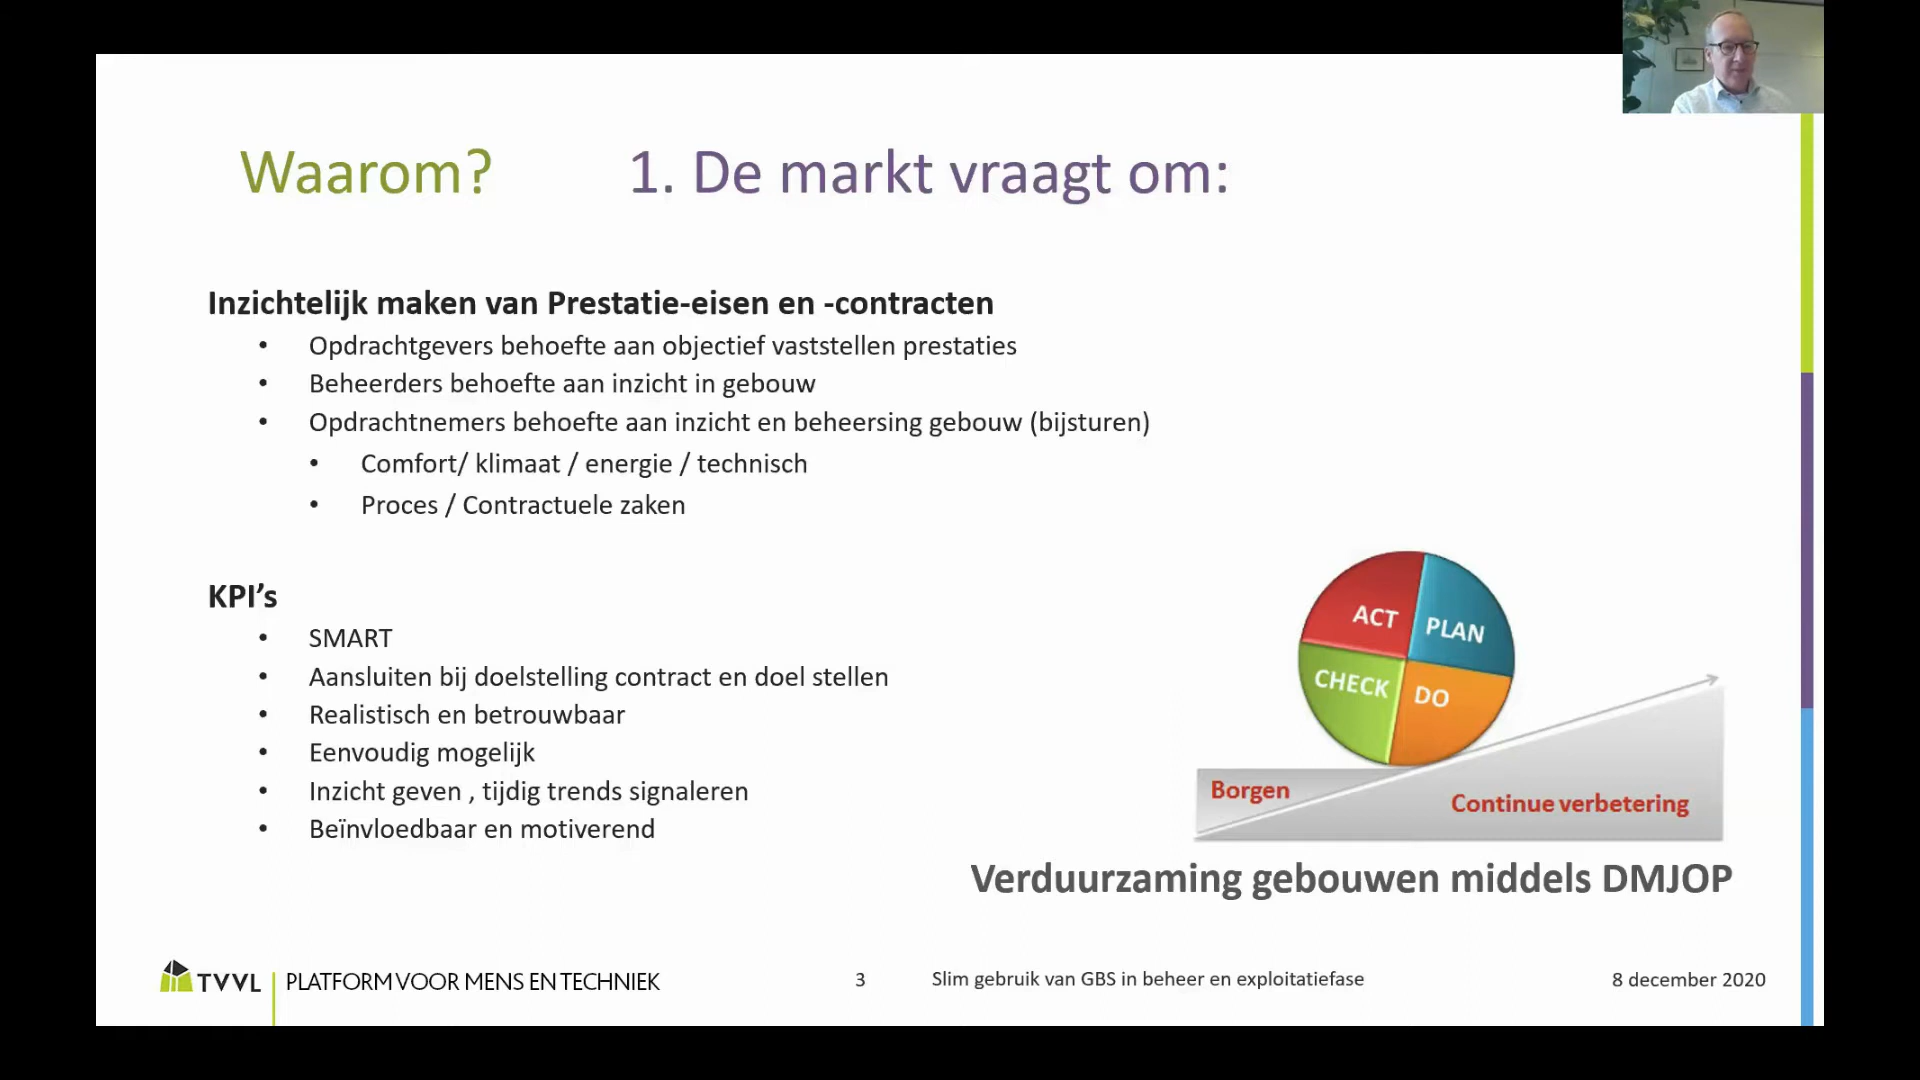 Waarom?
1. De markt vraagt om:
Inzichtelijk maken van Prestatie-eisen en -contracten
• Opdrachtgevers behoefte aan objectief vaststellen prestaties
• Beheerders behoefte aan inzicht in gebouw
• Opdrachtnemers behoefte aan inzicht en beheersing gebouw (bijsturen)
• Comfort/ klimaat / energie / technisch
• Proces / Contractuele zaken
KPI’s
• SMART
• Aansluiten bij doelstelling contract en doel stellen
• Realistisch en betrouwbaar
• Eenvoudig mogelijk
• Inzicht geven , tijdig trends signaleren
• Beïnvloedbaar en motiverend
ACT
PLAN
CHECK
DO
Borgen
Continue verbetering
Verduurzaming gebouwen middels DMJOP
TVVL
PLATFORM VOOR MENS EN TECHNIEK
3
Slim gebruik van GBS in beheer en exploitatiefase
8 december 2020